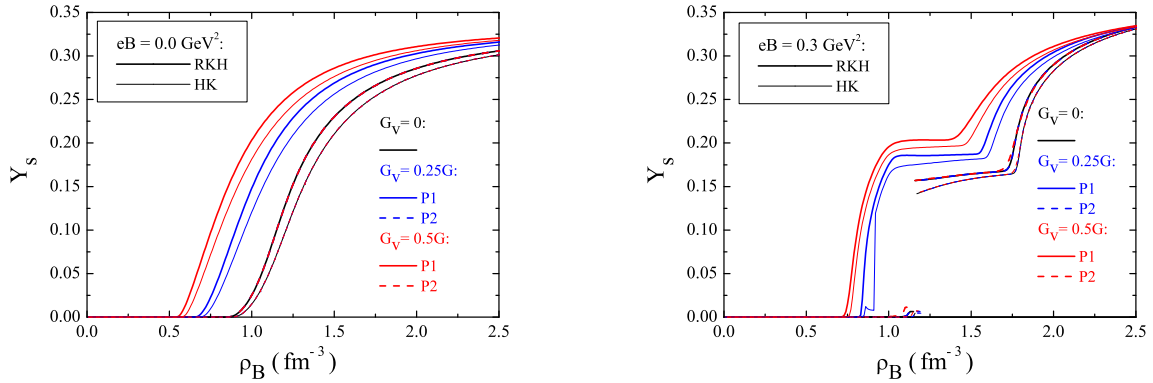 eB = 0.0 GeV²:
RKH
HK
G_v = 0:
G_v = 0.25G:
P1
P2
G_v = 0.5G:
P1
P2
Y_s
0.35
0.30
0.25
0.20
0.15
0.10
0.05
0.00
0.0 0.5 1.0 1.5 2.0 2.5
ρ_B ( fm⁻³ )
eB = 0.3 GeV²:
RKH
HK
G_v = 0:
G_v = 0.25G:
P1
P2
G_v = 0.5G:
P1
P2
Y_s
0.35
0.30
0.25
0.20
0.15
0.10
0.05
0.00
0.0 0.5 1.0 1.5 2.0 2.5
ρ_B ( fm⁻³ )